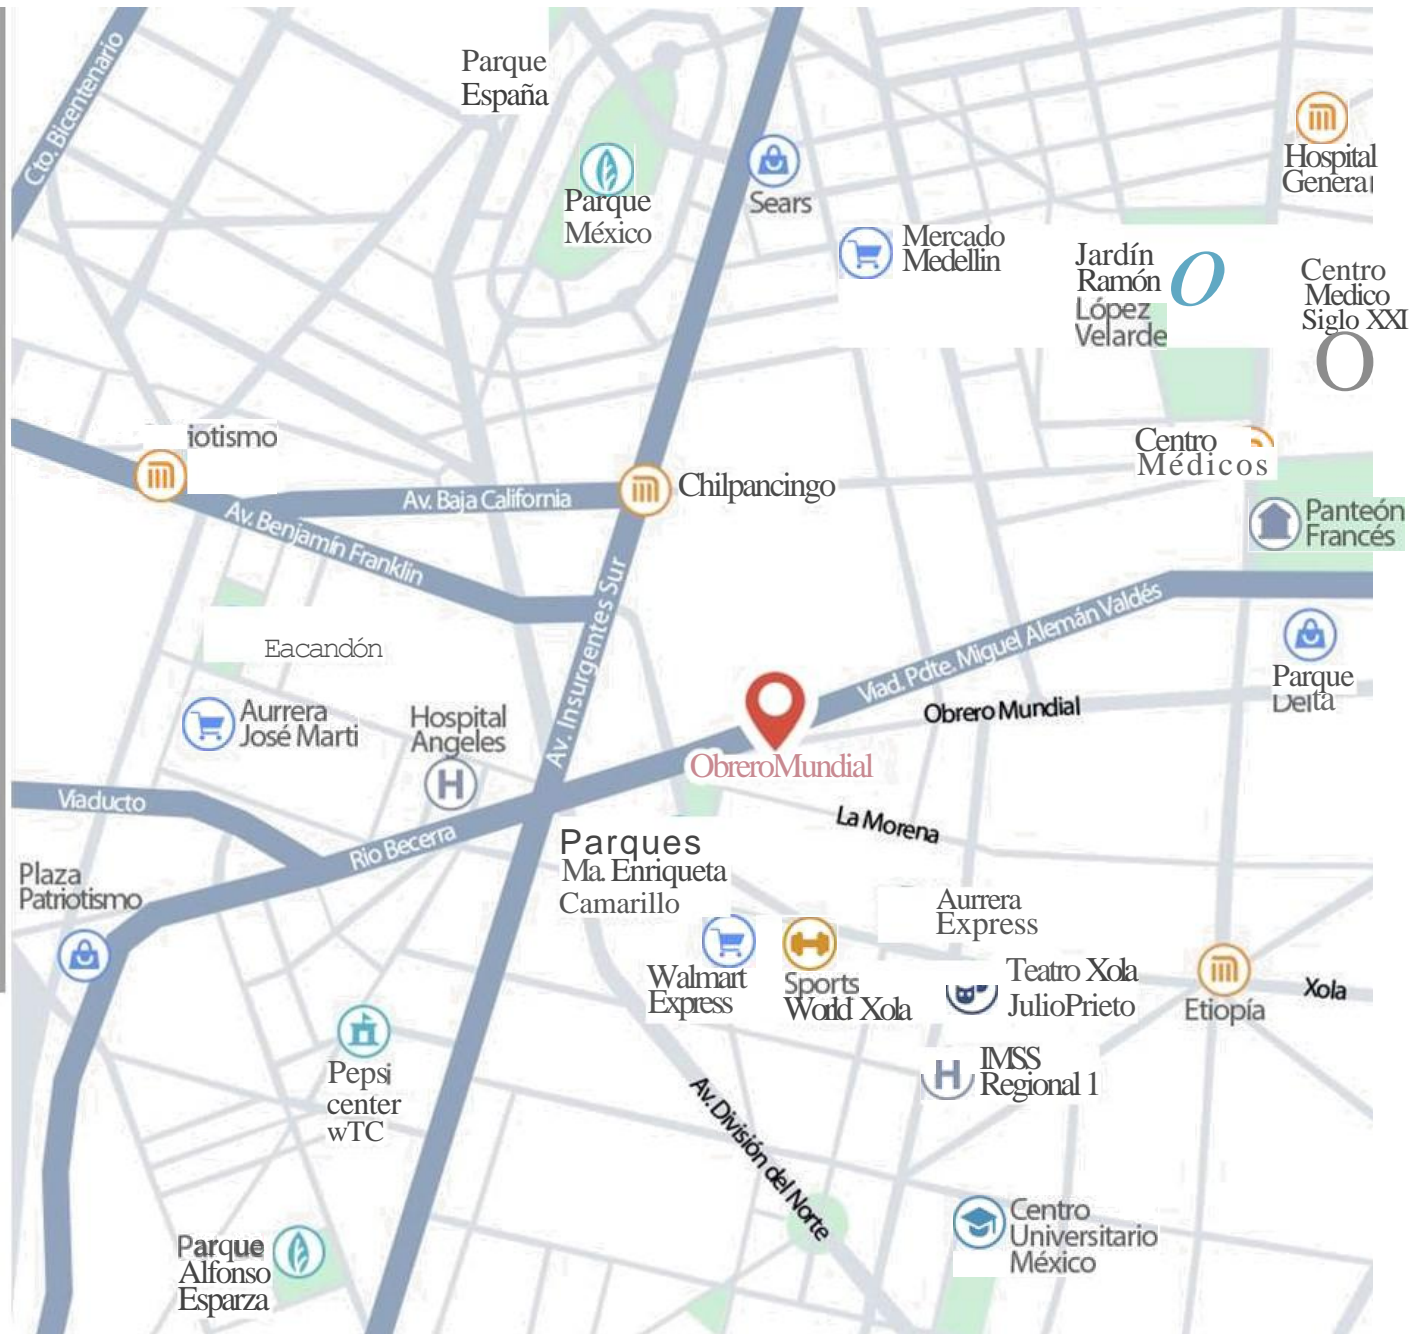 Cto. Bicentenario
Parque
España
Parque
México
Sears
Hospital
General
Mercado
Medellin
Jardín
Ramón
López
Velarde
O
Centro
Medico
Siglo XXI
O
iotismo
Av. Baja California
Chilpancingo
Centro
Médicos
Av. Benjamín Franklin
Panteón
Francés
Av. Insurgentes Sur
Viad. Pdte. Miguel Alemán Valdés
Eacandón
Parque
Delta
Aurrera
José Marti
Hospital
Angeles
H
Obrero Mundial
ObreroMundial
Viaducto
Rio Becerra
La Morena
Parques
Ma. Enriqueta
Camarillo
Plaza
Patriotismo
Aurrera
Express
Walmart
Express
Sports
World Xola
Teatro Xola
JulioPrieto
Etiopía
Xola
H
IMSS
Regional 1
Pepsi
center
wTC
Av. División del Norte
Centro
Universitario
México
Parque
Alfonso
Esparza